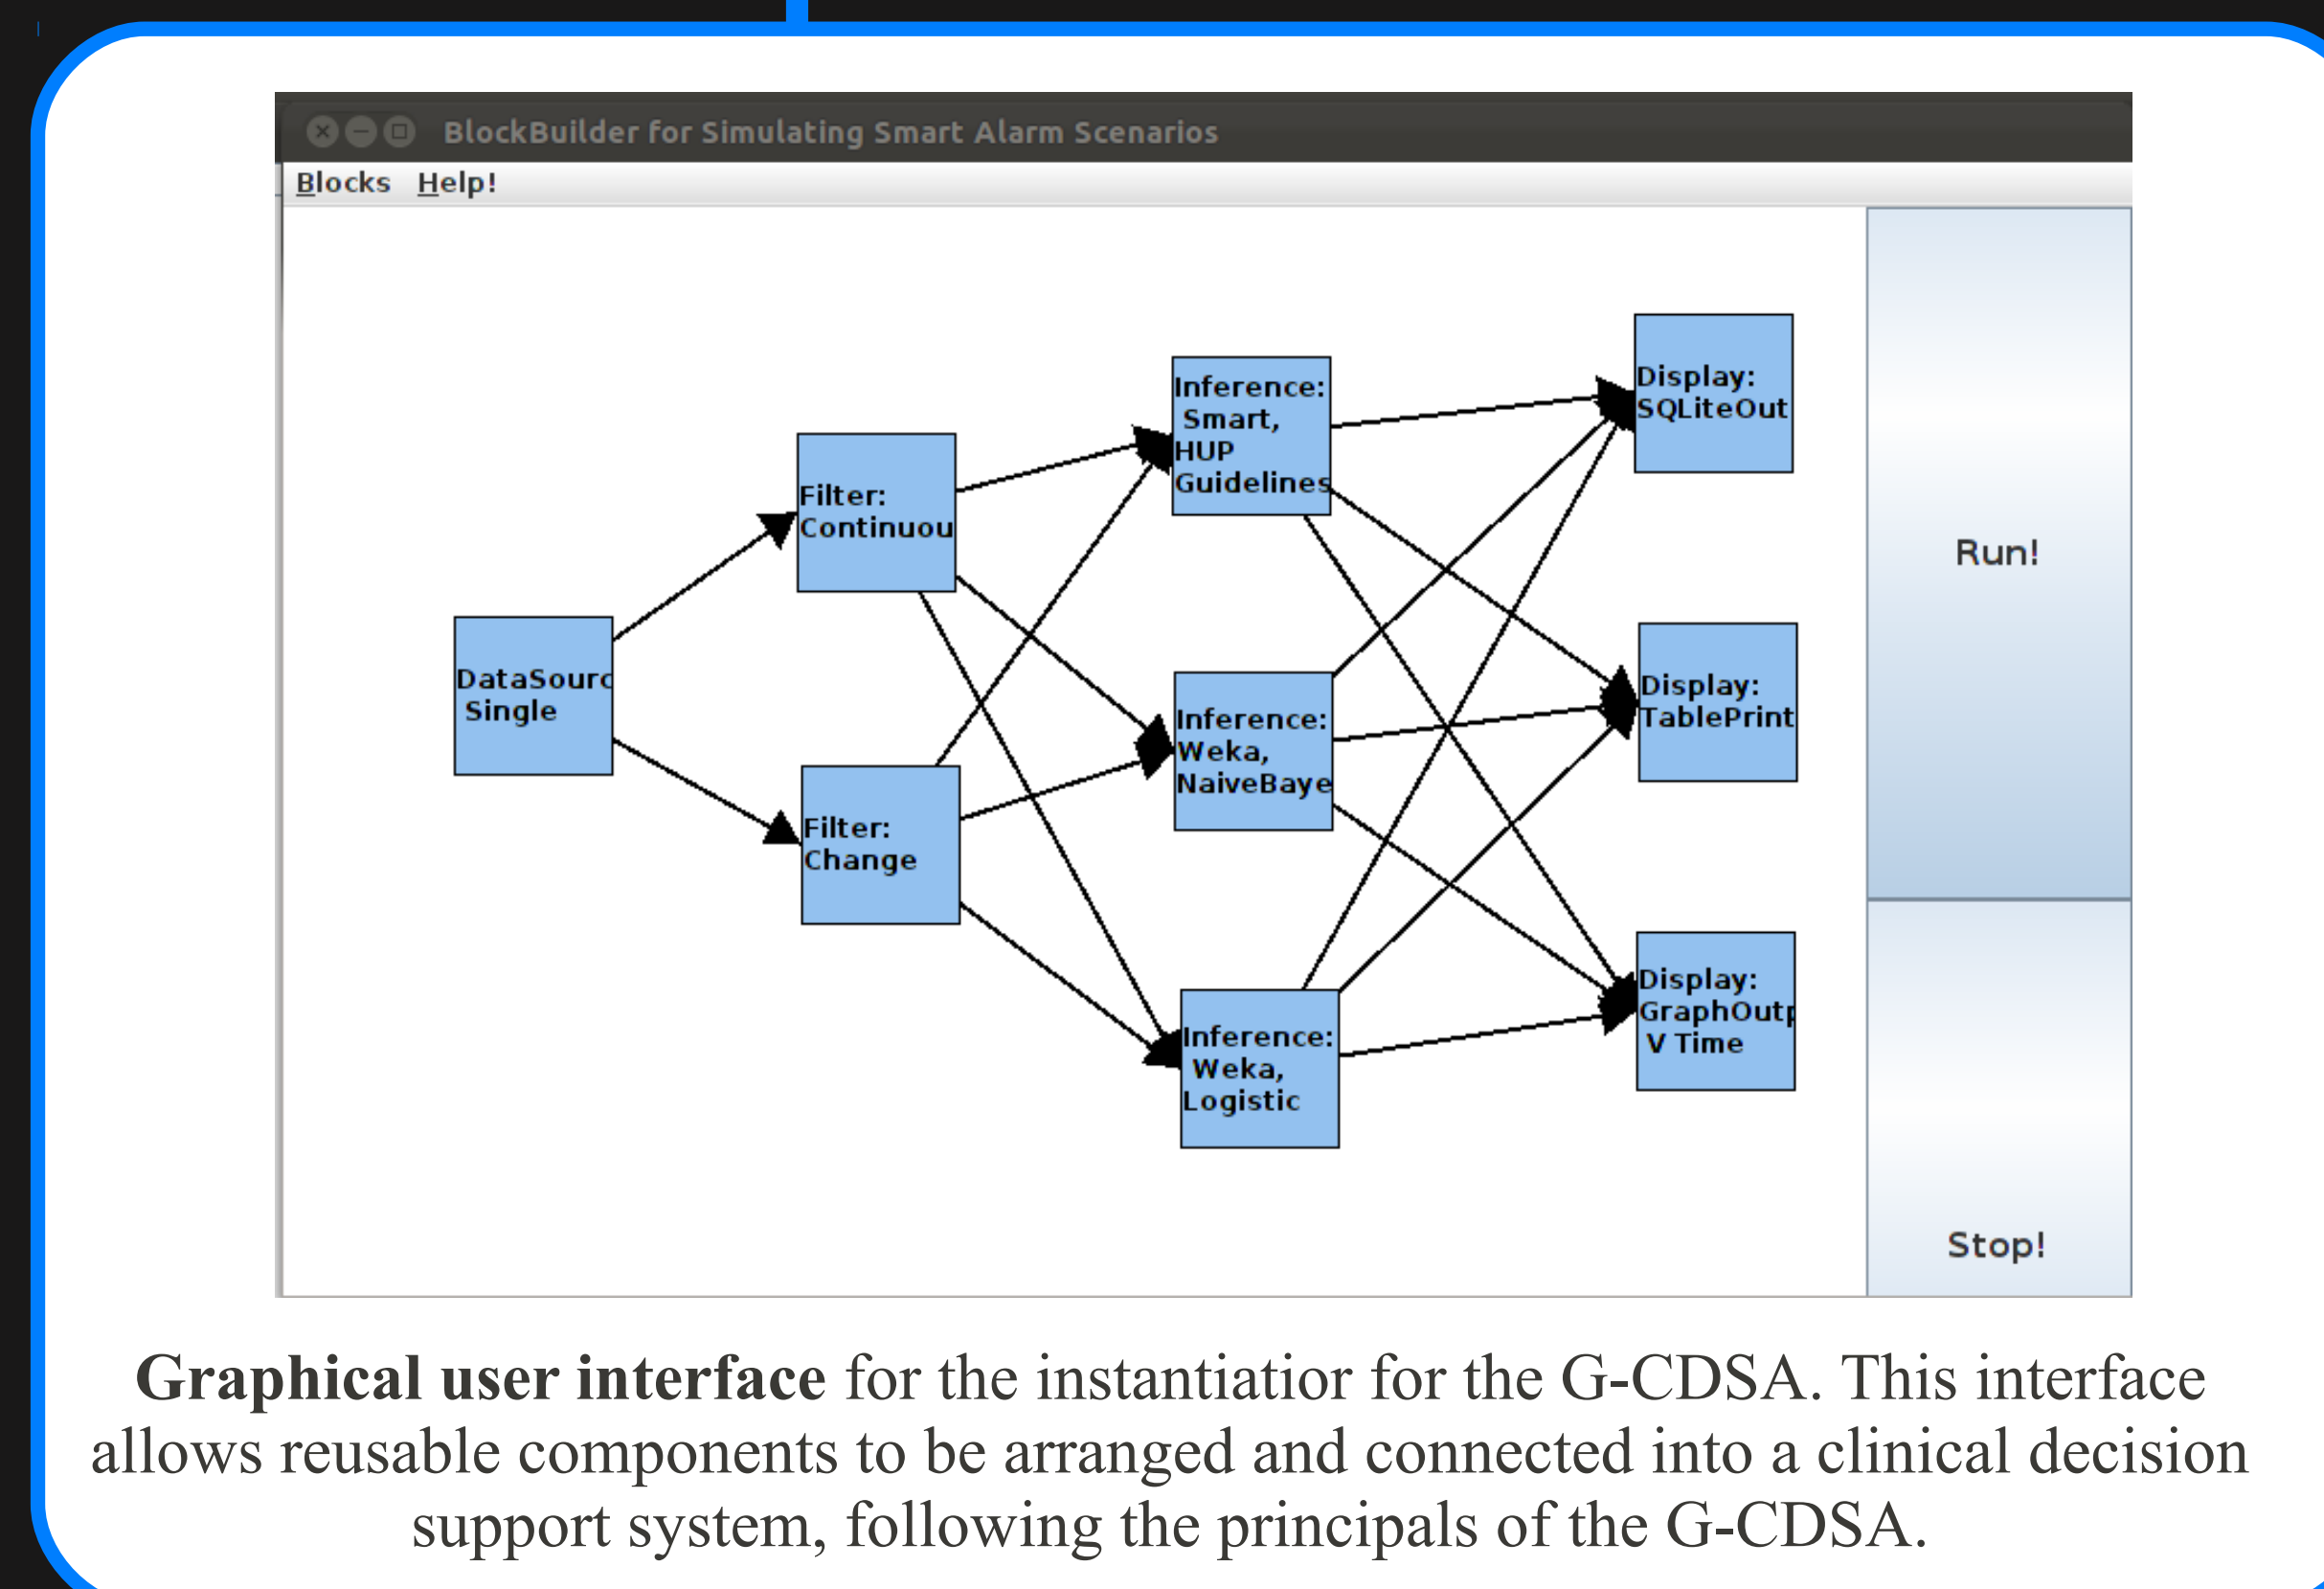 BlockBuilder for Simulating Smart Alarm Scenarios
Blocks Help!
DataSourc
Single
Filter:
Continuou
Filter:
Change
Inference:
Smart,
HUP
Guidelines
Inference:
Weka,
NaiveBaye
Inference:
Weka,
Logistic
Display:
SQLiteOut
Display:
TablePrint
Display:
GraphOutp
V Time
Run!
Stop!
Graphical user interface for the instantiatior for the G-CDSA. This interface
allows reusable components to be arranged and connected into a clinical decision
support system, following the principals of the G-CDSA.